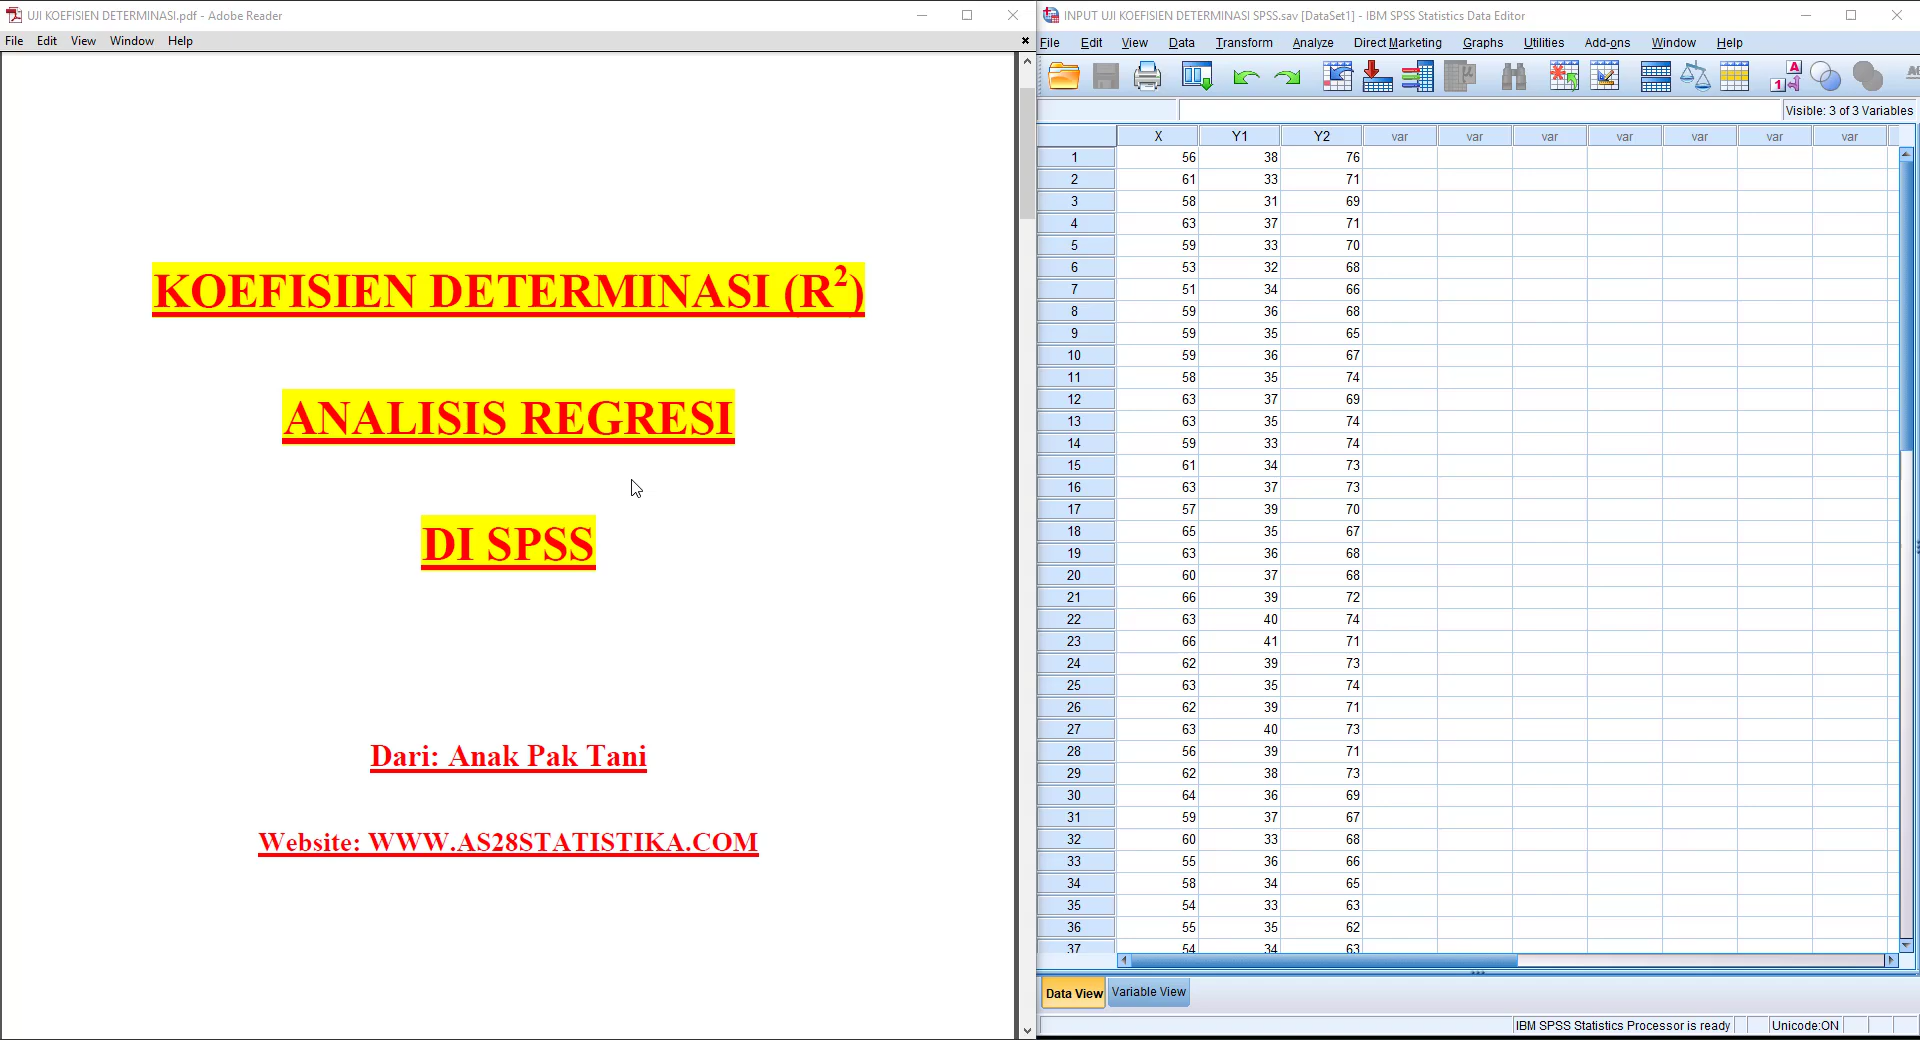 UJI KOEFISIEN DETERMINASI.pdf - Adobe Reader
File Edit View Window Help
KOEFISIEN DETERMINASI (R²)
ANALISIS REGRESI
DI SPSS
Dari: Anak Pak Tani
Website: WWW.AS28STATISTIKA.COM
INPUT UJI KOEFISIEN DETERMINASI SPSS.sav [DataSet1] - IBM SPSS Statistics Data Editor
File Edit View Data Transform Analyze Direct Marketing Graphs Utilities Add-ons Window Help
Visible: 3 of 3 Variables
X Y1 Y2 var var var var var var var
1 56 38 76
2 61 33 71
3 58 31 69
4 63 37 71
5 59 33 70
6 53 32 68
7 51 34 66
8 59 36 68
9 59 35 65
10 59 36 67
11 58 35 74
12 63 37 69
13 63 35 74
14 59 33 74
15 61 34 73
16 63 37 73
17 57 39 70
18 65 35 67
19 63 36 68
20 60 37 68
21 66 39 72
22 63 40 74
23 66 41 71
24 62 39 73
25 63 35 74
26 62 39 71
27 63 40 73
28 56 39 71
29 62 38 73
30 64 36 69
31 59 37 67
32 60 33 68
33 55 36 66
34 58 34 65
35 54 33 63
36 55 35 62
37 54 34 63
Data View Variable View
IBM SPSS Statistics Processor is ready Unicode:ON